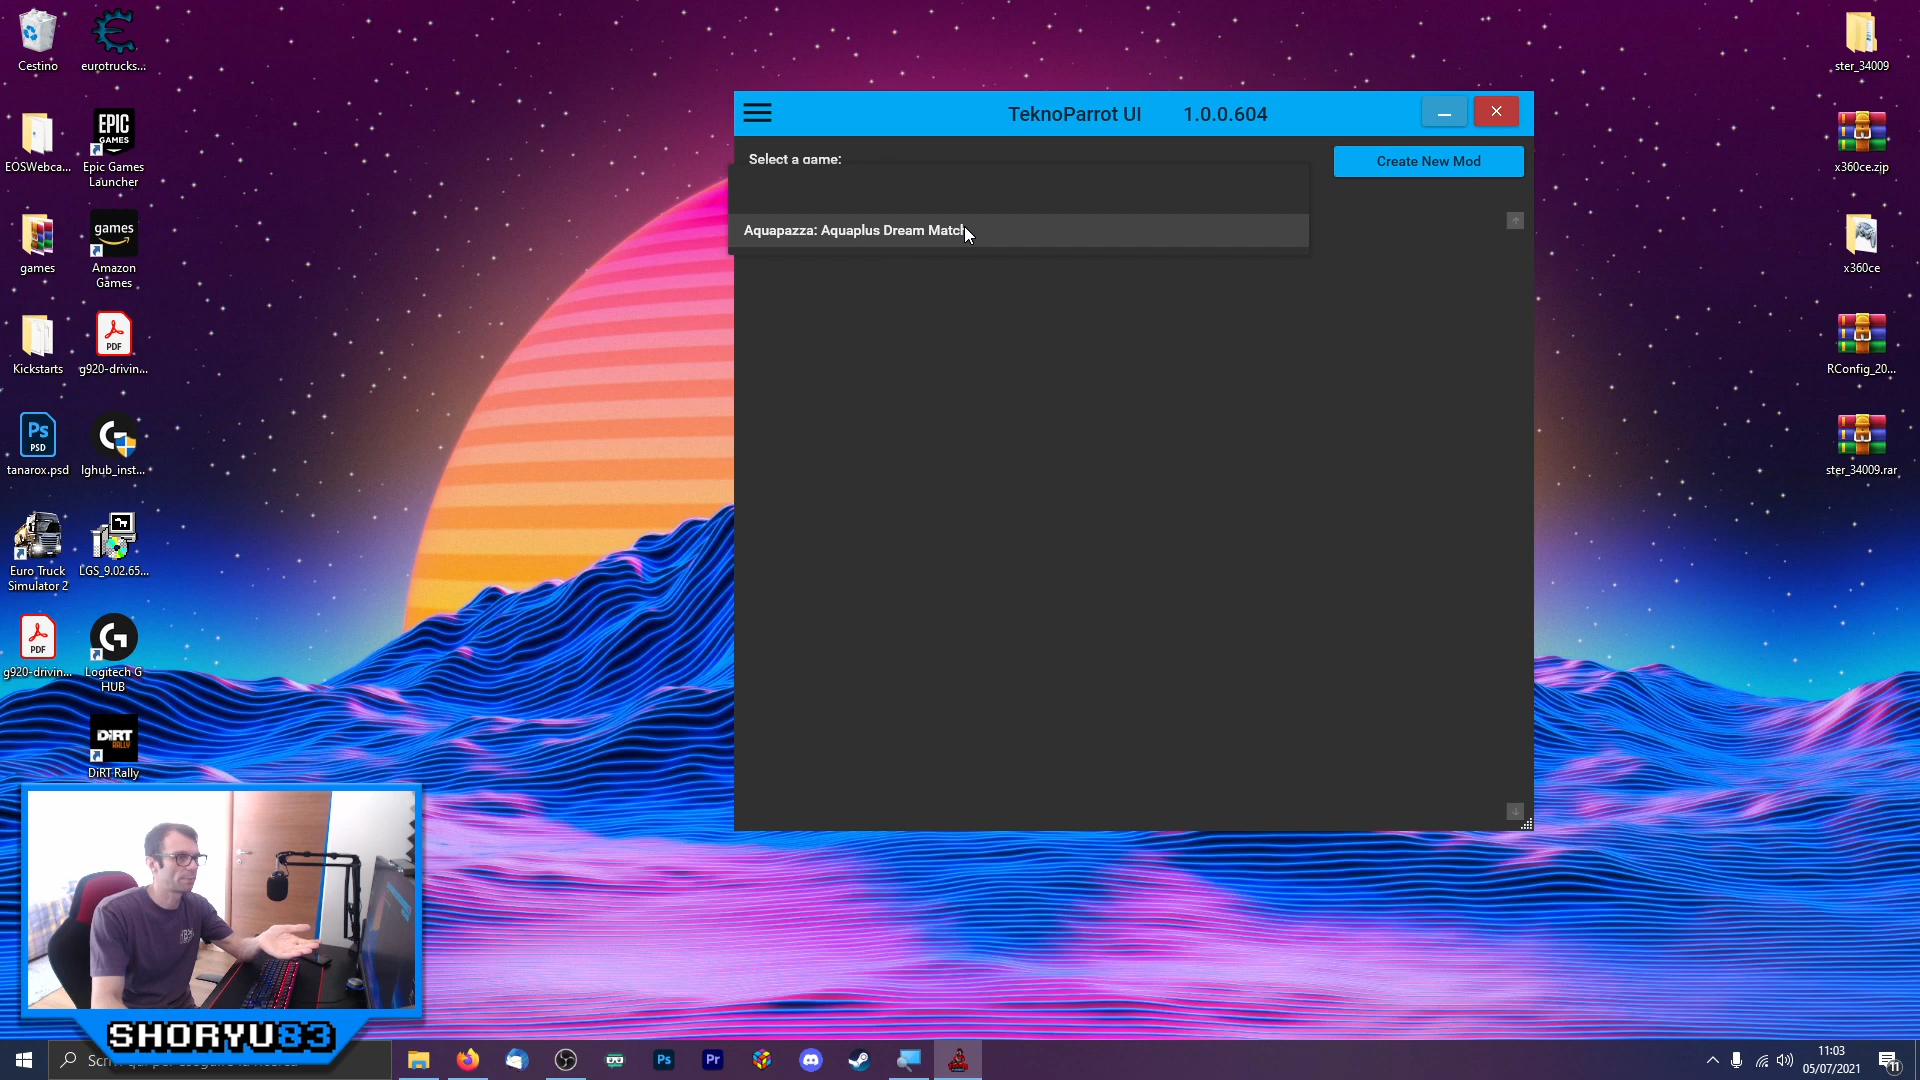 Cestino
eurotrucks...
EOSWebca...
EPIC
GAMES
Epic Games
Launcher
games
games
Amazon
Games
Kickstarts
PDF
g920-drivin...
Ps
PSD
tanarox.psd
lghub_inst...
Euro Truck
Simulator 2
LGS_9.02.65...
PDF
g920-drivin...
Logitech G
HUB
DiRT
RALLY
DiRT Rally
TeknoParrot UI 1.0.0.604
Select a game:
Create New Mod
Aquapazza: Aquaplus Dream Match
ster_34009
x360ce.zip
x360ce
RConfig_20...
ster_34009.rar
SHORYU83
Ps
Pr
11:03
05/07/2021
11